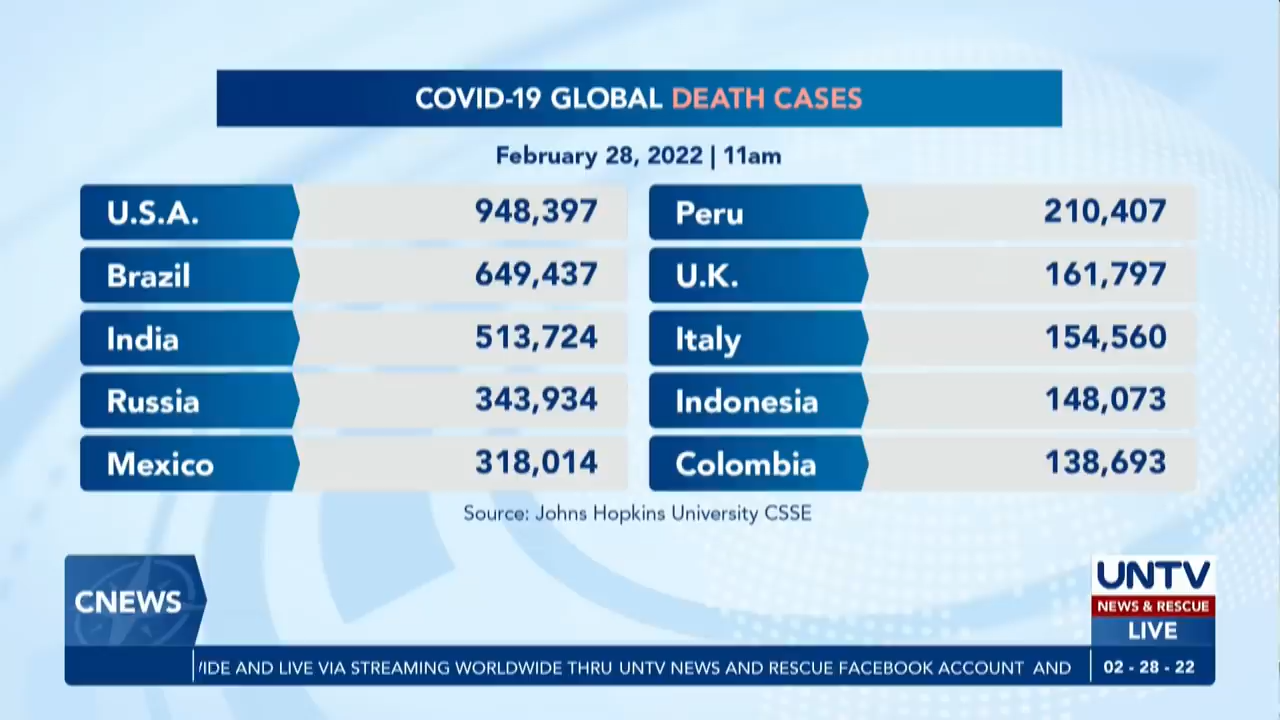 COVID-19 GLOBAL DEATH CASES
February 28, 2022 | 11am
U.S.A. 948,397
Brazil 649,437
India 513,724
Russia 343,934
Mexico 318,014
Peru 210,407
U.K. 161,797
Italy 154,560
Indonesia 148,073
Colombia 138,693
Source: Johns Hopkins University CSSE
CNEWS
UNTV
NEWS & RESCUE
LIVE
AND LIVE VIA STREAMING WORLDWIDE THRU UNTV NEWS AND RESCUE FACEBOOK ACCOUNT AND
02 - 28 - 22